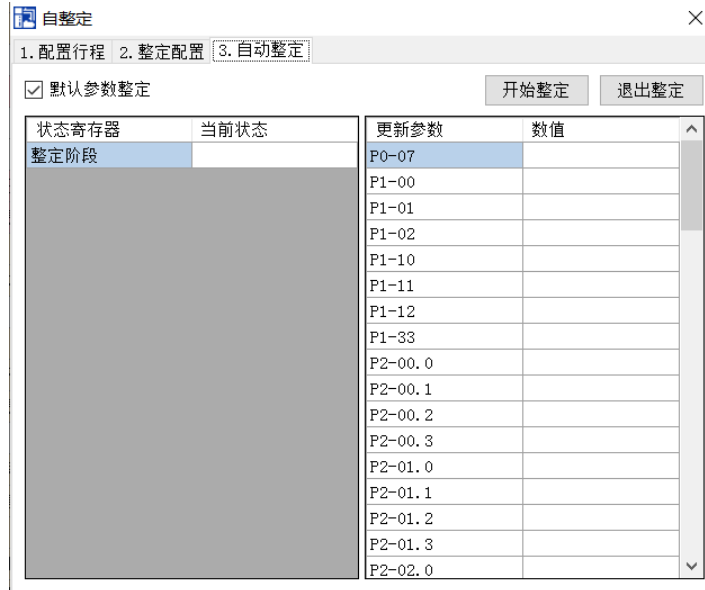 自整定
1.配置行程 2.整定配置 3.自动整定
默认参数整定 开始整定 退出整定
状态寄存器 当前状态 更新参数 数值
整定阶段 P0-07
P1-00
P1-01
P1-02
P1-10
P1-11
P1-12
P1-33
P2-00.0
P2-00.1
P2-00.2
P2-00.3
P2-01.0
P2-01.1
P2-01.2
P2-01.3
P2-02.0